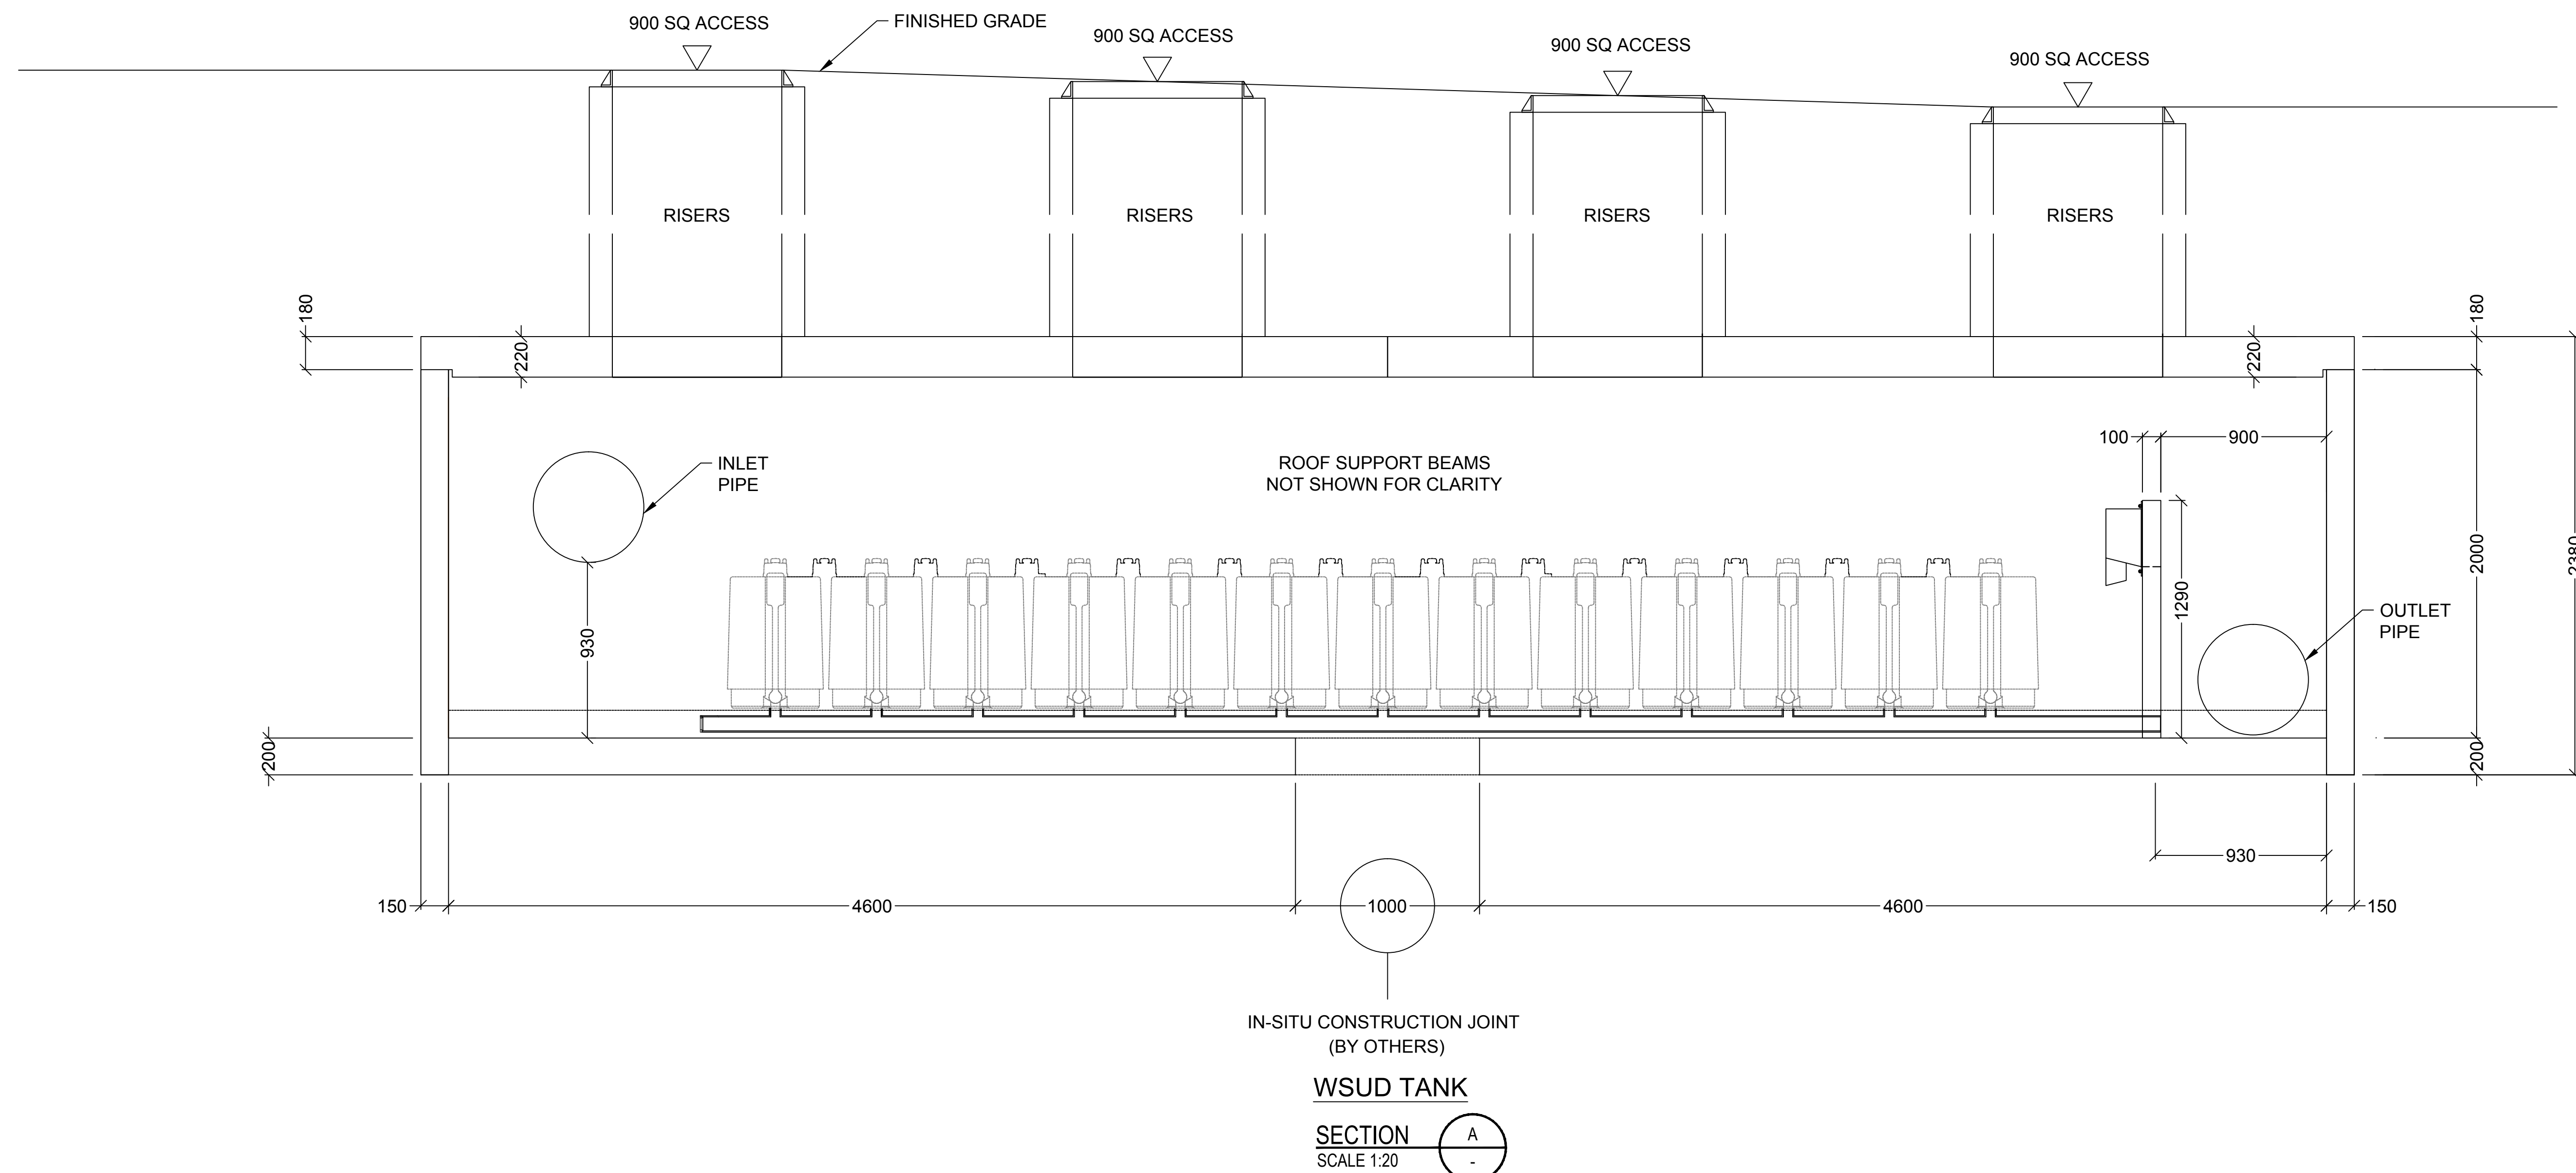 900 SQ ACCESS
FINISHED GRADE
900 SQ ACCESS
900 SQ ACCESS
900 SQ ACCESS
RISERS
RISERS
RISERS
RISERS
180
180
220
220
100
900
INLET
PIPE
ROOF SUPPORT BEAMS
NOT SHOWN FOR CLARITY
2000
2380
1290
OUTLET
PIPE
930
200
200
930
150
4600
1000
4600
150
IN-SITU CONSTRUCTION JOINT
(BY OTHERS)
WSUD TANK
SECTION
A
SCALE 1:20
-